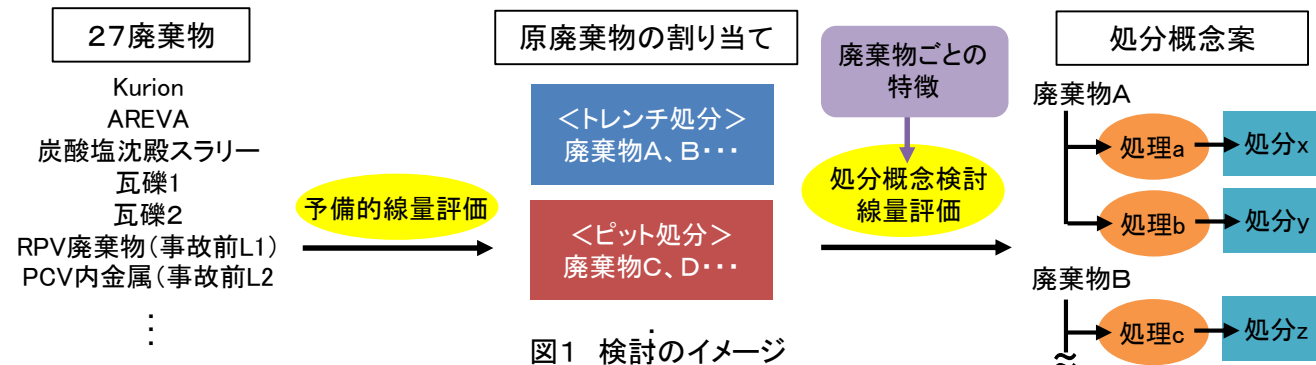 27廃棄物
Kurion
AREVA
炭酸塩沈殿スラリー
瓦礫1
瓦礫2
RPV廃棄物(事故前L1)
PCV内金属(事故前L2
⋮
予備的線量評価
原廃棄物の割り当て
<トレンチ処分>
廃棄物A、B・・・
<ピット処分>
廃棄物C、D・・・
図1 検討のイメージ
廃棄物ごとの
特徴
処分概念検討
線量評価
処分概念案
廃棄物A
処理a
処分x
処理b
処分y
廃棄物B
処理c
処分z